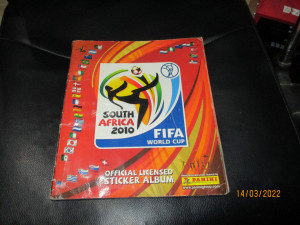 SOUTH
AFRICA
2010
FIFA
WORLD CUP
OFFICIAL LICENSED
STICKER ALBUM
PANINI
14/03/2022